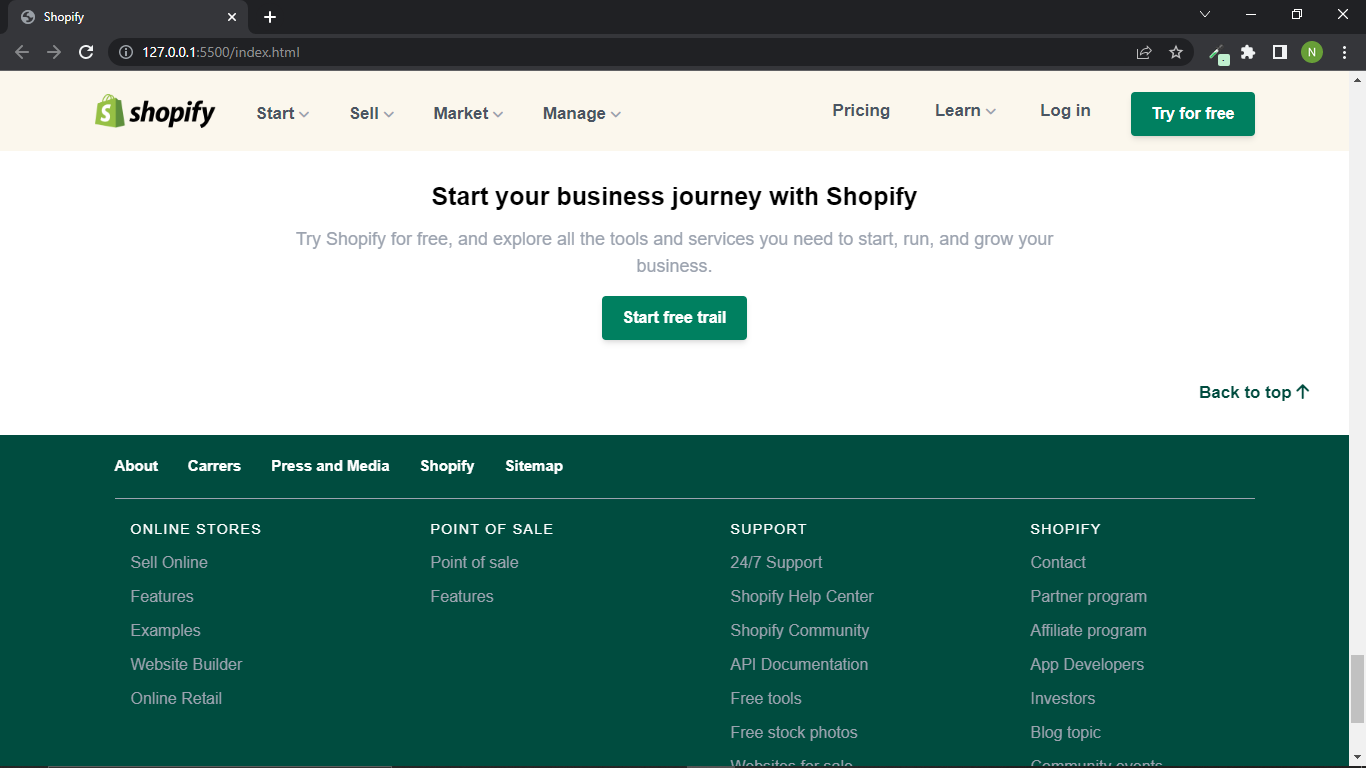 Shopify
127.0.0.1:5500/index.html
N
shopify
Start
Sell
Market
Manage
Pricing
Learn
Log in
Try for free
Start your business journey with Shopify
Try Shopify for free, and explore all the tools and services you need to start, run, and grow your
business.
Start free trail
Back to top
About
Carrers
Press and Media
Shopify
Sitemap
ONLINE STORES
Sell Online
Features
Examples
Website Builder
Online Retail
POINT OF SALE
Point of sale
Features
SUPPORT
24/7 Support
Shopify Help Center
Shopify Community
API Documentation
Free tools
Free stock photos
Websites for sale
SHOPIFY
Contact
Partner program
Affiliate program
App Developers
Investors
Blog topic
Community events